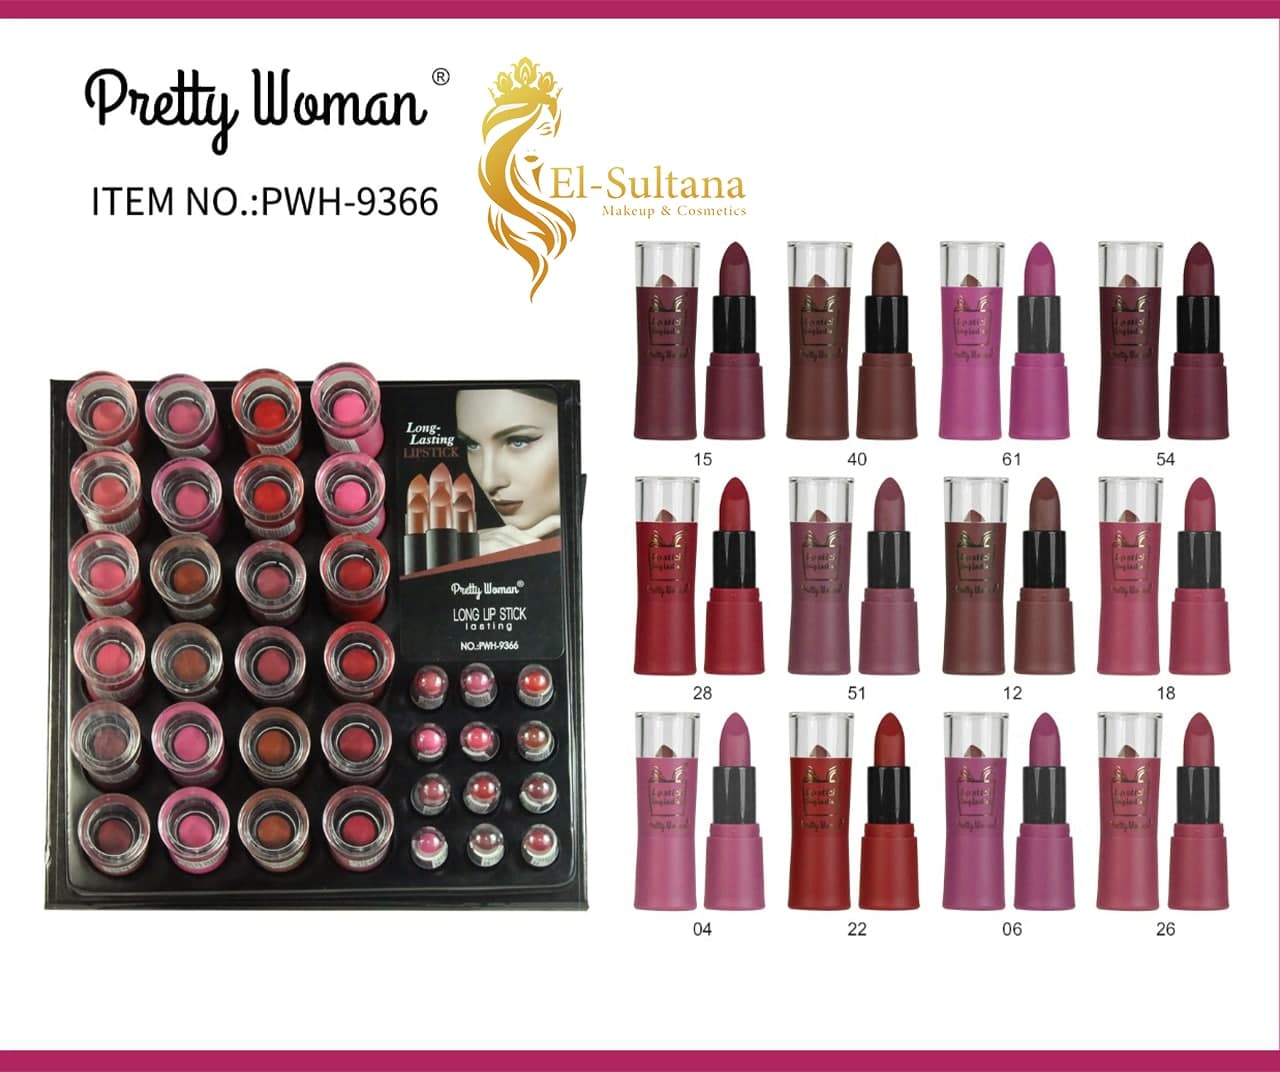 Pretty Woman®
ITEM NO.:PWH-9366
El-Sultana
Makeup & Cosmetics
Long-
Lasting
LIPSTICK
Pretty Woman®
LONG LIP STICK
lasting
NO.:PWH-9366
15
40
61
54
28
51
12
18
04
22
06
26